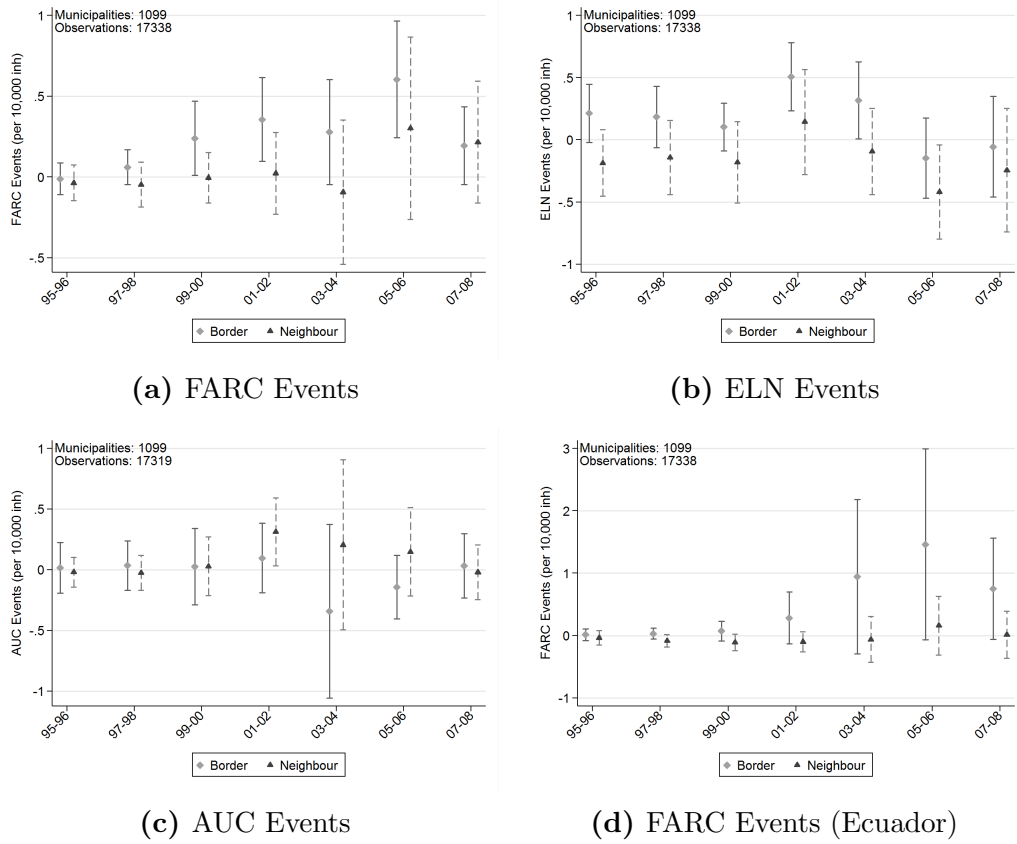 Municipalities: 1099
Observations: 17338
FARC Events (per 10,000 inh)
1
.5
0
-.5
95-96 97-98 99-00 01-02 03-04 05-06 07-08
Border Neighbour
(a) FARC Events
Municipalities: 1099
Observations: 17338
ELN Events (per 10,000 inh)
1
.5
0
-.5
-1
95-96 97-98 99-00 01-02 03-04 05-06 07-08
Border Neighbour
(b) ELN Events
Municipalities: 1099
Observations: 17319
AUC Events (per 10,000 inh)
1
.5
0
-.5
-1
95-96 97-98 99-00 01-02 03-04 05-06 07-08
Border Neighbour
(c) AUC Events
Municipalities: 1099
Observations: 17338
FARC Events (per 10,000 inh)
3
2
1
0
-1
95-96 97-98 99-00 01-02 03-04 05-06 07-08
Border Neighbour
(d) FARC Events (Ecuador)